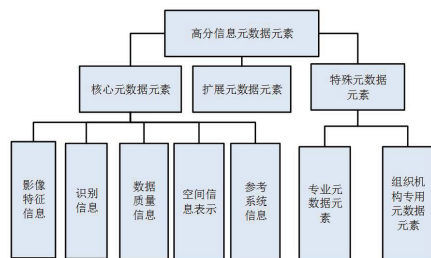 高分信息元数据元素
核心元数据元素
扩展元数据元素
特殊元数据
元素
影像
特征
信息
识别
信息
数据
质量
信息
空间信
息表示
参考
系统
信息
专业元
数据元
素
组织机
构专用
元数据
元素